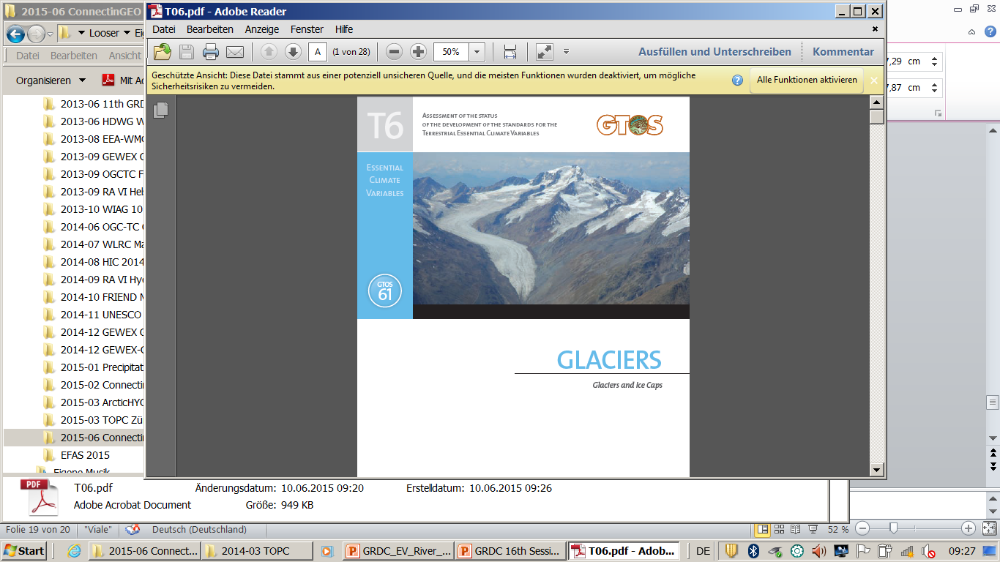 2015-06 ConnectinGEO
T06.pdf - Adobe Reader
Datei Bearbeiten Anzeige Fenster Hilfe
Looser
Datei Bearbeiten Ansicht
A (1 von 28) 50% Ausfüllen und Unterschreiben Kommentar
Organisieren
Geschützte Ansicht: Diese Datei stammt aus einer potenziell unsicheren Quelle, und die meisten Funktionen wurden deaktiviert, um mögliche
Sicherheitsrisiken zu vermeiden.
Alle Funktionen aktivieren
7,29 cm
7,87 cm
2013-06 11th GRD
2013-06 HDWG W
2013-08 EEA-WMO
2013-09 GEWEX G
2013-09 OGCTC F
2013-09 RA VI Hel
2013-10 WIAG 10
2014-06 OGC-TC
2014-07 WLRC Ma
2014-08 HIC 2014
2014-09 RA VI Hyd
2014-10 FRIEND M
2014-11 UNESCO
2014-12 GEWEX G
2014-12 GEWEX-
2015-01 Precipitat
2015-02 Connectin
2015-03 ArcticHYC
2015-03 TOPC Zü
2015-06 Connectin
EFAS 2015
Eigene Musik
T6
Assessment of the status
of the development of the standards for the
Terrestrial Essential Climate Variables
GTOS
Essential
Climate
Variables
GTOS
61
GLACIERS
Glaciers and Ice Caps
PDF
T06.pdf Änderungsdatum: 10.06.2015 09:20 Erstelldatum: 10.06.2015 09:26
Adobe Acrobat Document Größe: 949 KB
Folie 19 von 20 "Viale" Deutsch (Deutschland) 52 %
Start 2015-06 Connect... 2014-03 TOPC GRDC_EV_River_... GRDC 16th Sessi... T06.pdf - Adob... DE 09:27